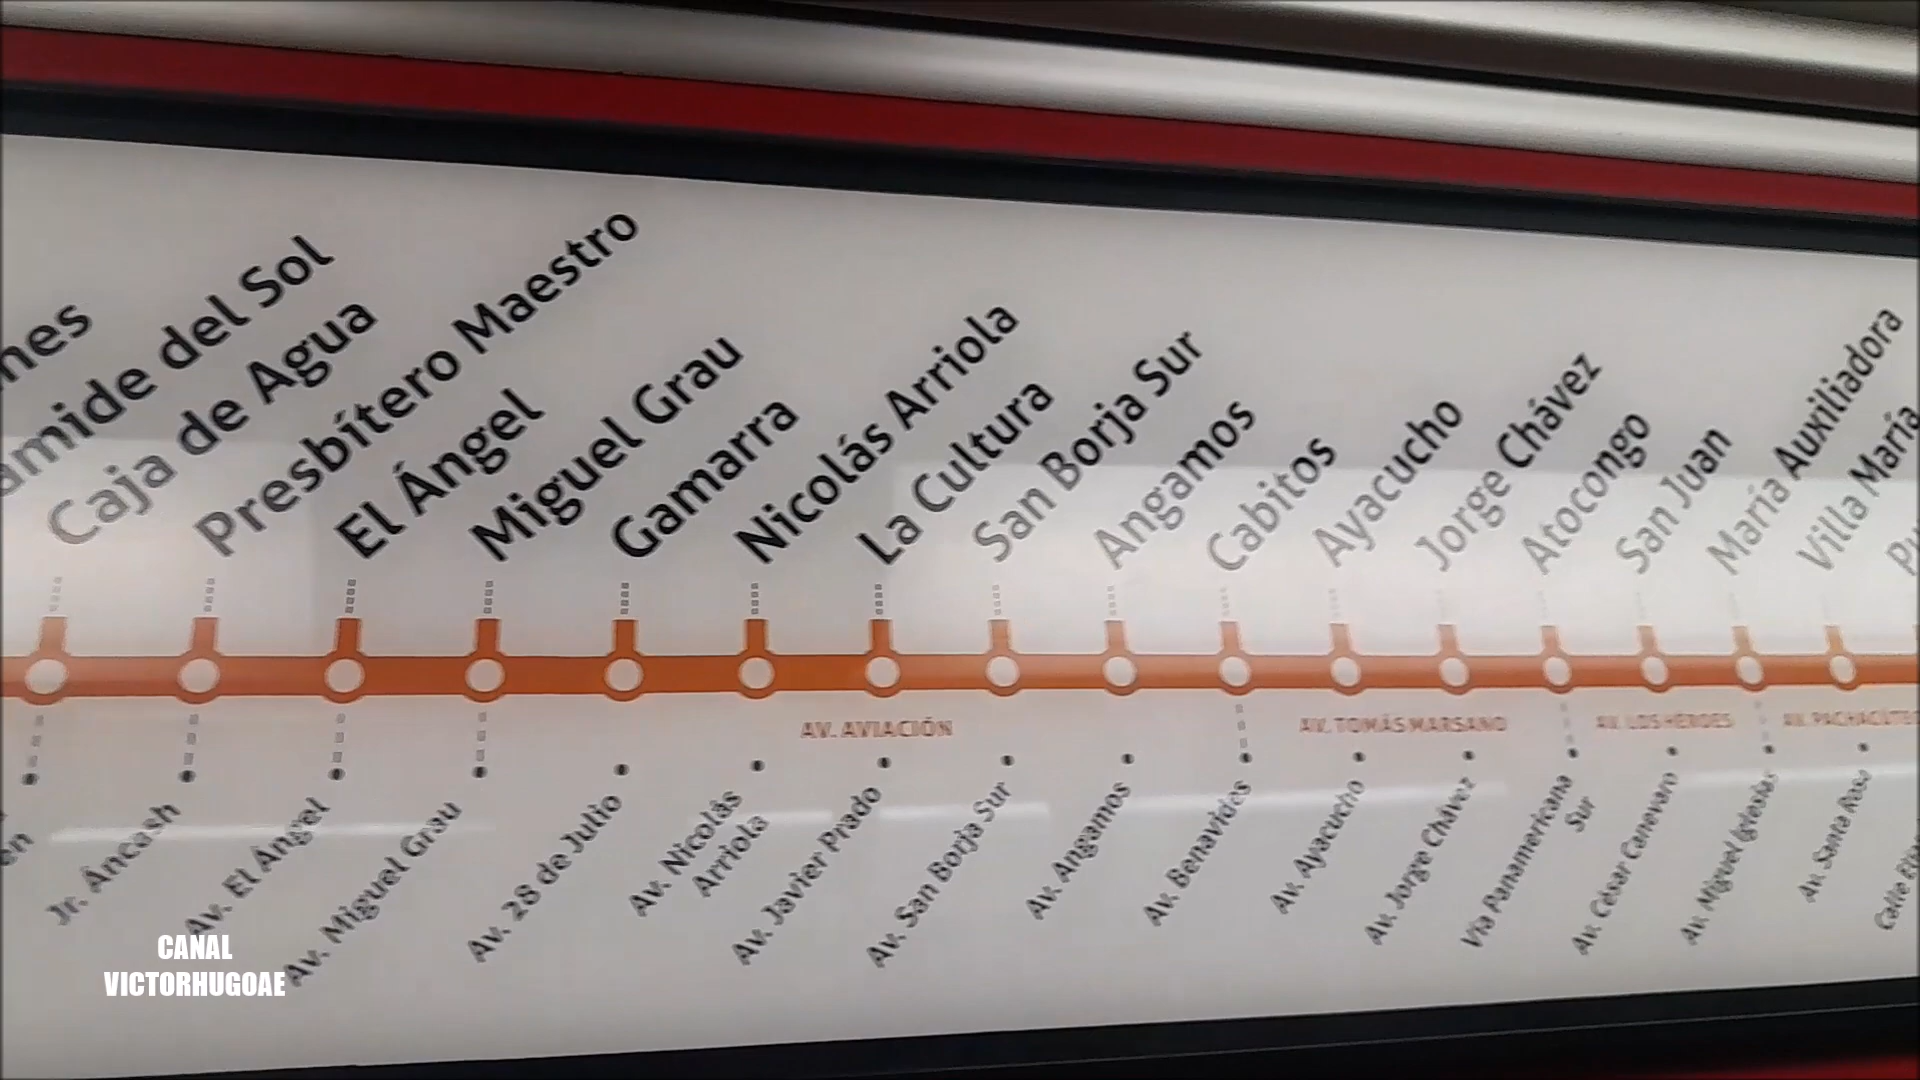 del Sol
Caja de Agua
Presbítero Maestro
El Ángel
Miguel Grau
Gamarra
Nicolás Arriola
La Cultura
San Borja Sur
Angamos
Cabitos
Ayacucho
Jorge Chávez
Atocongo
San Juan
María Auxiliadora
Villa María
AV. AVIACIÓN
AV. TOMÁS MARSANO
AV. LOS HÉROES
Jr. Áncash
Av. El Ángel
Av. Miguel Grau
Av. 28 de Julio
Av. Nicolás
Arriola
Av. Javier Prado
Av. San Borja Sur
Av. Angamos
Av. Benavides
Av. Ayacucho
Av. Jorge Chávez
Vía Panamericana
Sur
Av. César Canevaro
Av. Miguel Iglesias
Av. Santa Rosa
CANAL
VICTORHUGOAE